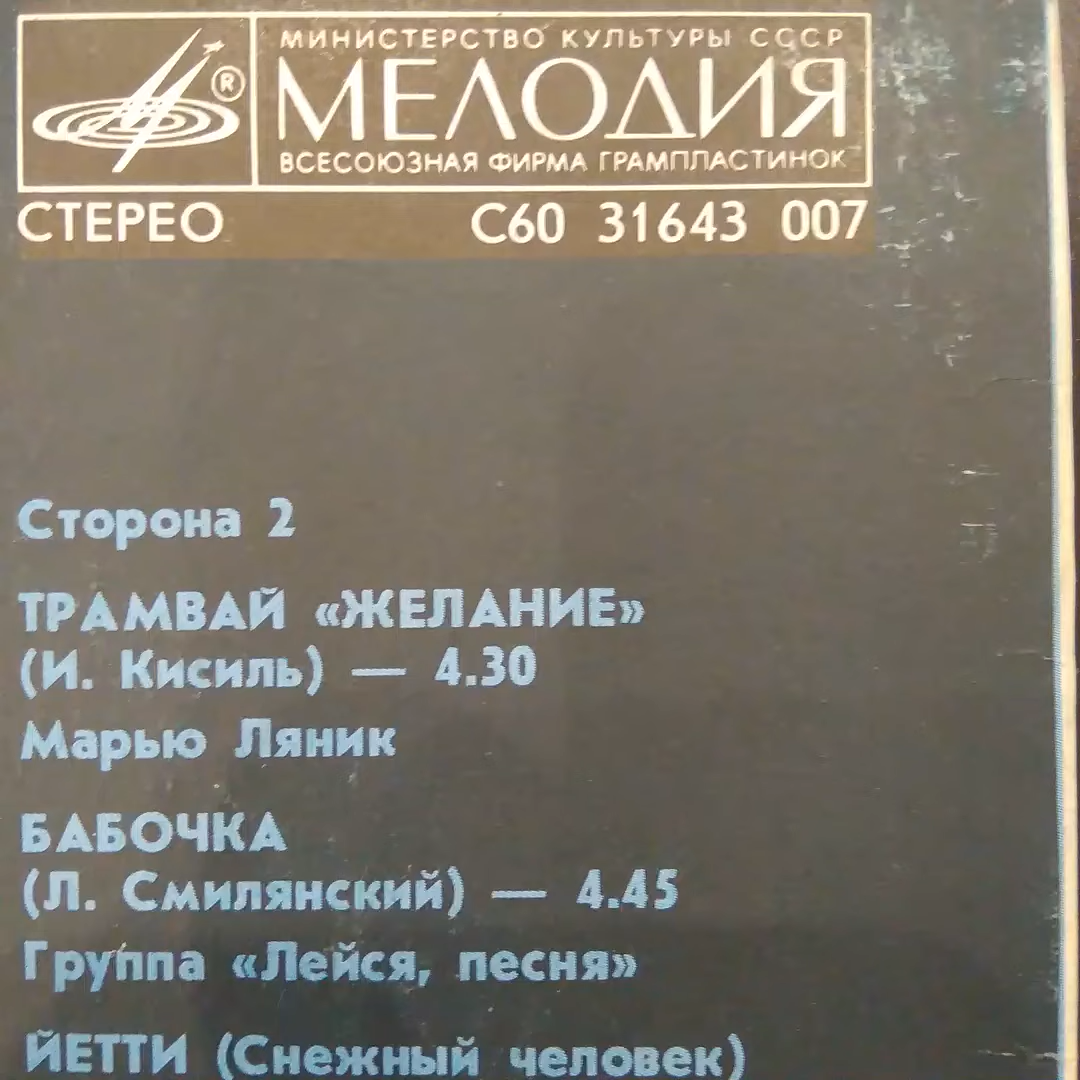 МИНИСТЕРСТВО КУЛЬТУРЫ СССР
МЕЛОДИЯ
ВСЕСОЮЗНАЯ ФИРМА ГРАМПЛАСТИНОК
®
СТЕРЕО С60 31643 007
Сторона 2
ТРАМВАЙ «ЖЕЛАНИЕ»
(И. Кисиль) — 4.30
Марью Ляник
БАБОЧКА
(Л. Смилянский) — 4.45
Группа «Лейся, песня»
ЙЕТТИ (Снежный человек)